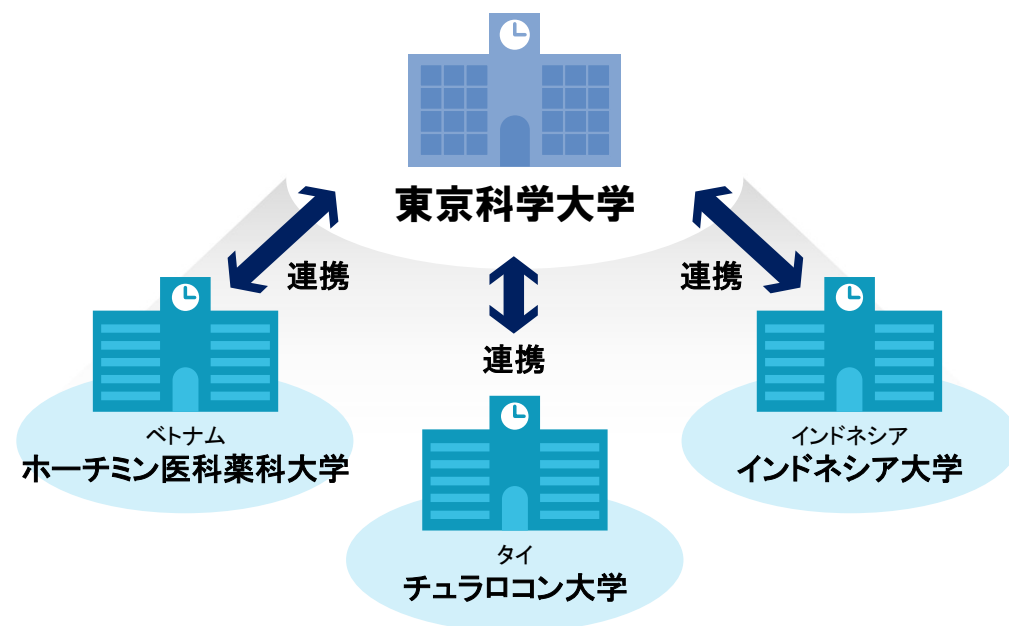 東京科学大学
連携
連携
連携
ベトナム
ホーチミン医科薬科大学
インドネシア
インドネシア大学
タイ
チュラロコン大学